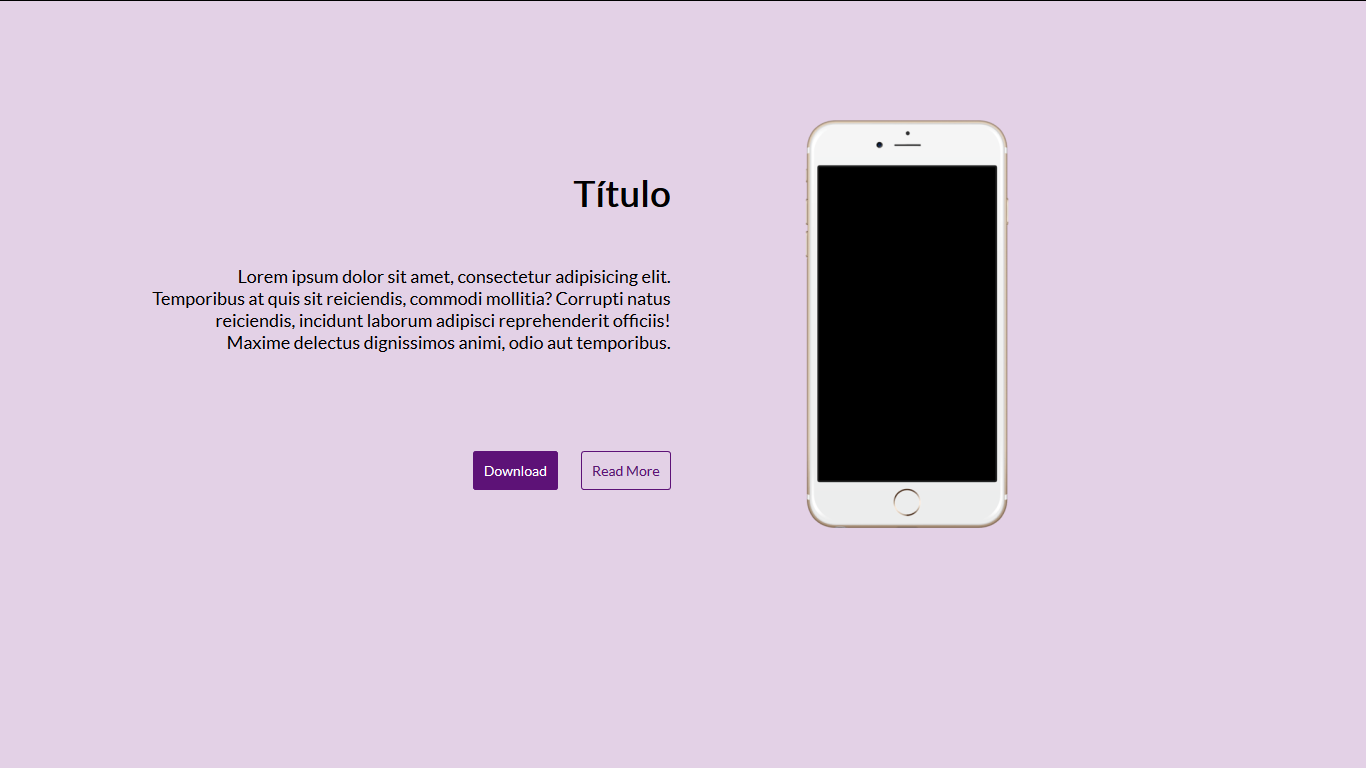 Título
Lorem ipsum dolor sit amet, consectetur adipisicing elit.
Temporibus at quis sit reiciendis, commodi mollitia? Corrupti natus
reiciendis, incidunt laborum adipisci reprehenderit officiis!
Maxime delectus dignissimos animi, odio aut temporibus.
Download
Read More